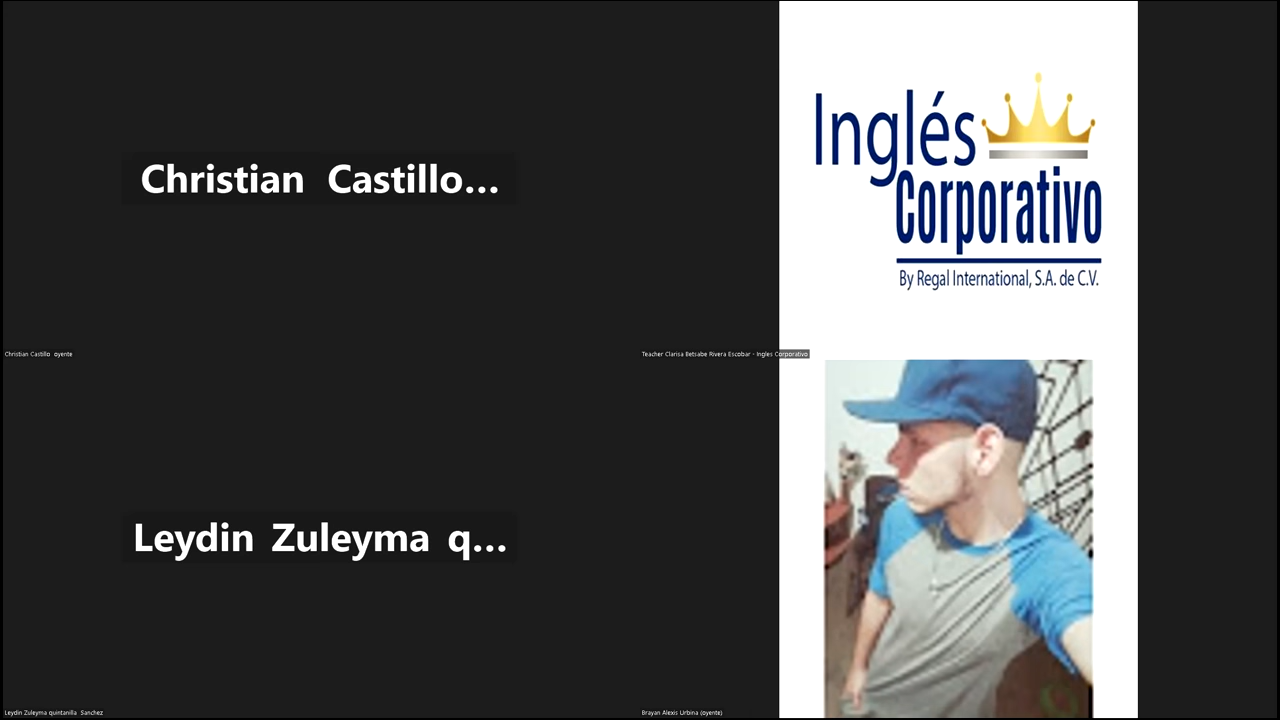 Christian Castillo...
Christian Castillo oyente
Inglés
Corporativo
By Regal International, S.A. de C.V.
Teacher Clarisa Betsabe Rivera Escobar - Ingles Corporativo
Leydin Zuleyma q...
Leydin Zuleyma quintanilla Sanchez
Brayan Alexis Urbina (oyente)